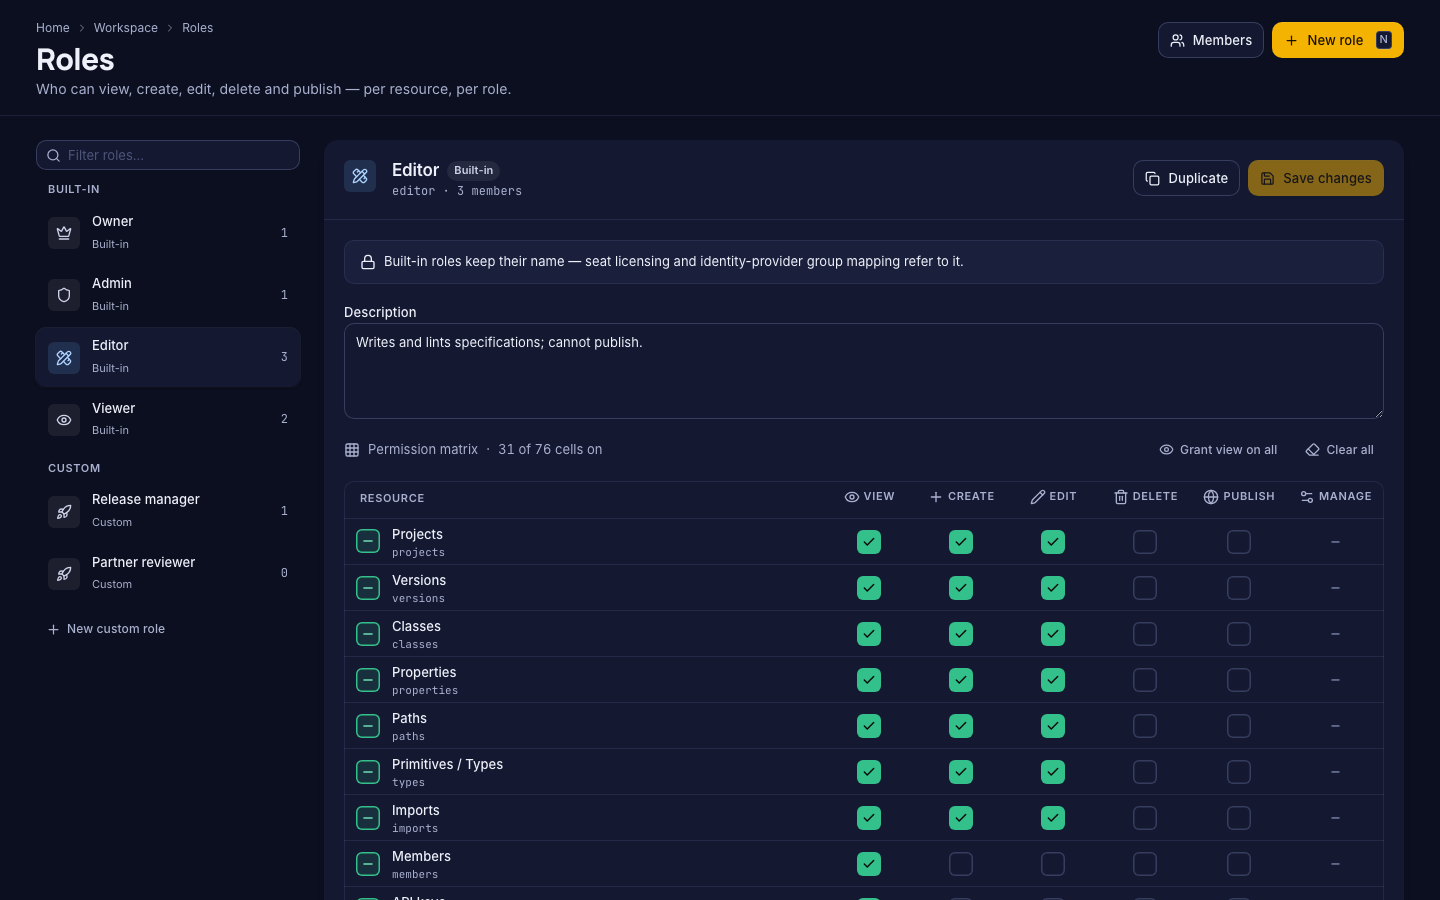 Home > Workspace > Roles
Roles
Who can view, create, edit, delete and publish — per resource, per role.
Members
New role N
Filter roles...
BUILT-IN
Owner
Built-in
1
Admin
Built-in
1
Editor
Built-in
3
Viewer
Built-in
2
CUSTOM
Release manager
Custom
1
Partner reviewer
Custom
0
New custom role
Editor Built-in
editor · 3 members
Duplicate
Save changes
Built-in roles keep their name — seat licensing and identity-provider group mapping refer to it.
Description
Writes and lints specifications; cannot publish.
Permission matrix · 31 of 76 cells on
Grant view on all
Clear all
RESOURCE VIEW CREATE EDIT DELETE PUBLISH MANAGE
Projects
projects
–
Versions
versions
–
Classes
classes
–
Properties
properties
–
Paths
paths
–
Primitives / Types
types
–
Imports
imports
–
Members
members
–